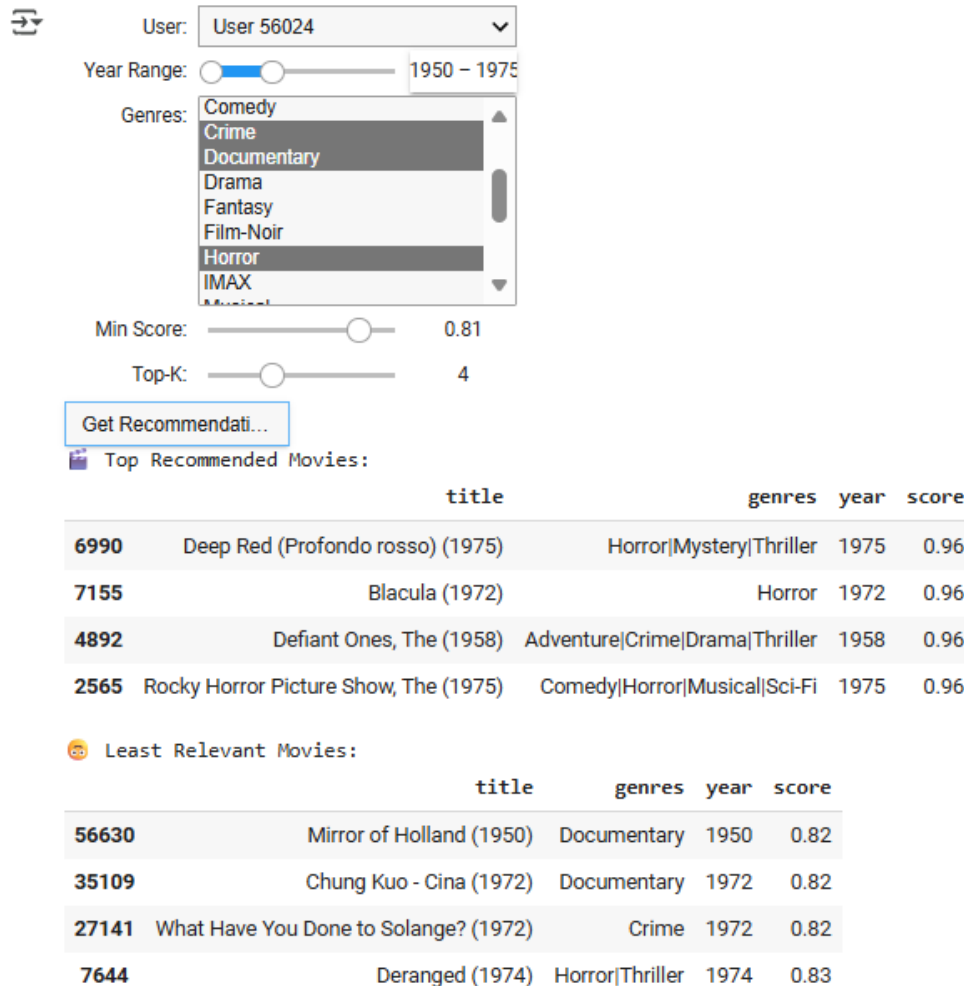 User: User 56024
Year Range: 1950 – 1975
Genres: Comedy
Crime
Documentary
Drama
Fantasy
Film-Noir
Horror
IMAX
Musical
Min Score: 0.81
Top-K: 4
Get Recommendati...
Top Recommended Movies:
title genres year score
6990 Deep Red (Profondo rosso) (1975) Horror|Mystery|Thriller 1975 0.96
7155 Blacula (1972) Horror 1972 0.96
4892 Defiant Ones, The (1958) Adventure|Crime|Drama|Thriller 1958 0.96
2565 Rocky Horror Picture Show, The (1975) Comedy|Horror|Musical|Sci-Fi 1975 0.96
Least Relevant Movies:
title genres year score
56630 Mirror of Holland (1950) Documentary 1950 0.82
35109 Chung Kuo - Cina (1972) Documentary 1972 0.82
27141 What Have You Done to Solange? (1972) Crime 1972 0.82
7644 Deranged (1974) Horror|Thriller 1974 0.83